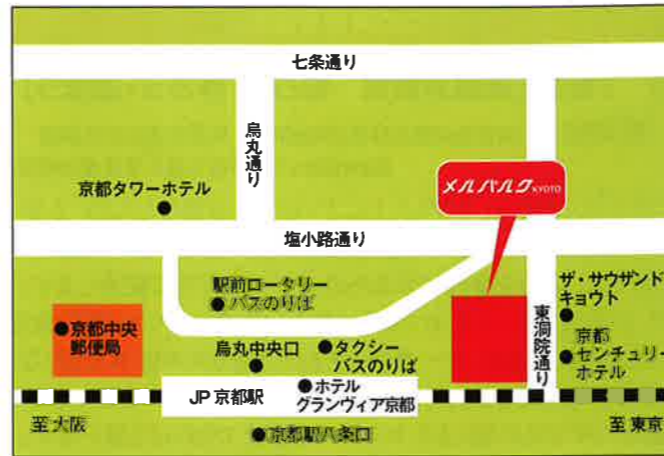 七条通り
烏丸通り
京都タワーホテル
メルパルクKYOTO
塩小路通り
駅前ロータリー
バスのりば
ザ・サウザンド
キョウト
京都中央
郵便局
烏丸中央口
タクシー
バスのりば
東洞院通り
京都
センチュリー
ホテル
JP 京都駅
ホテル
グランヴィア京都
至大阪
京都駅八条口
至東京